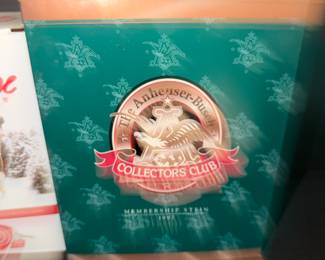 The Anheuser-Busch
COLLECTORS CLUB
MEMBERSHIP STEIN